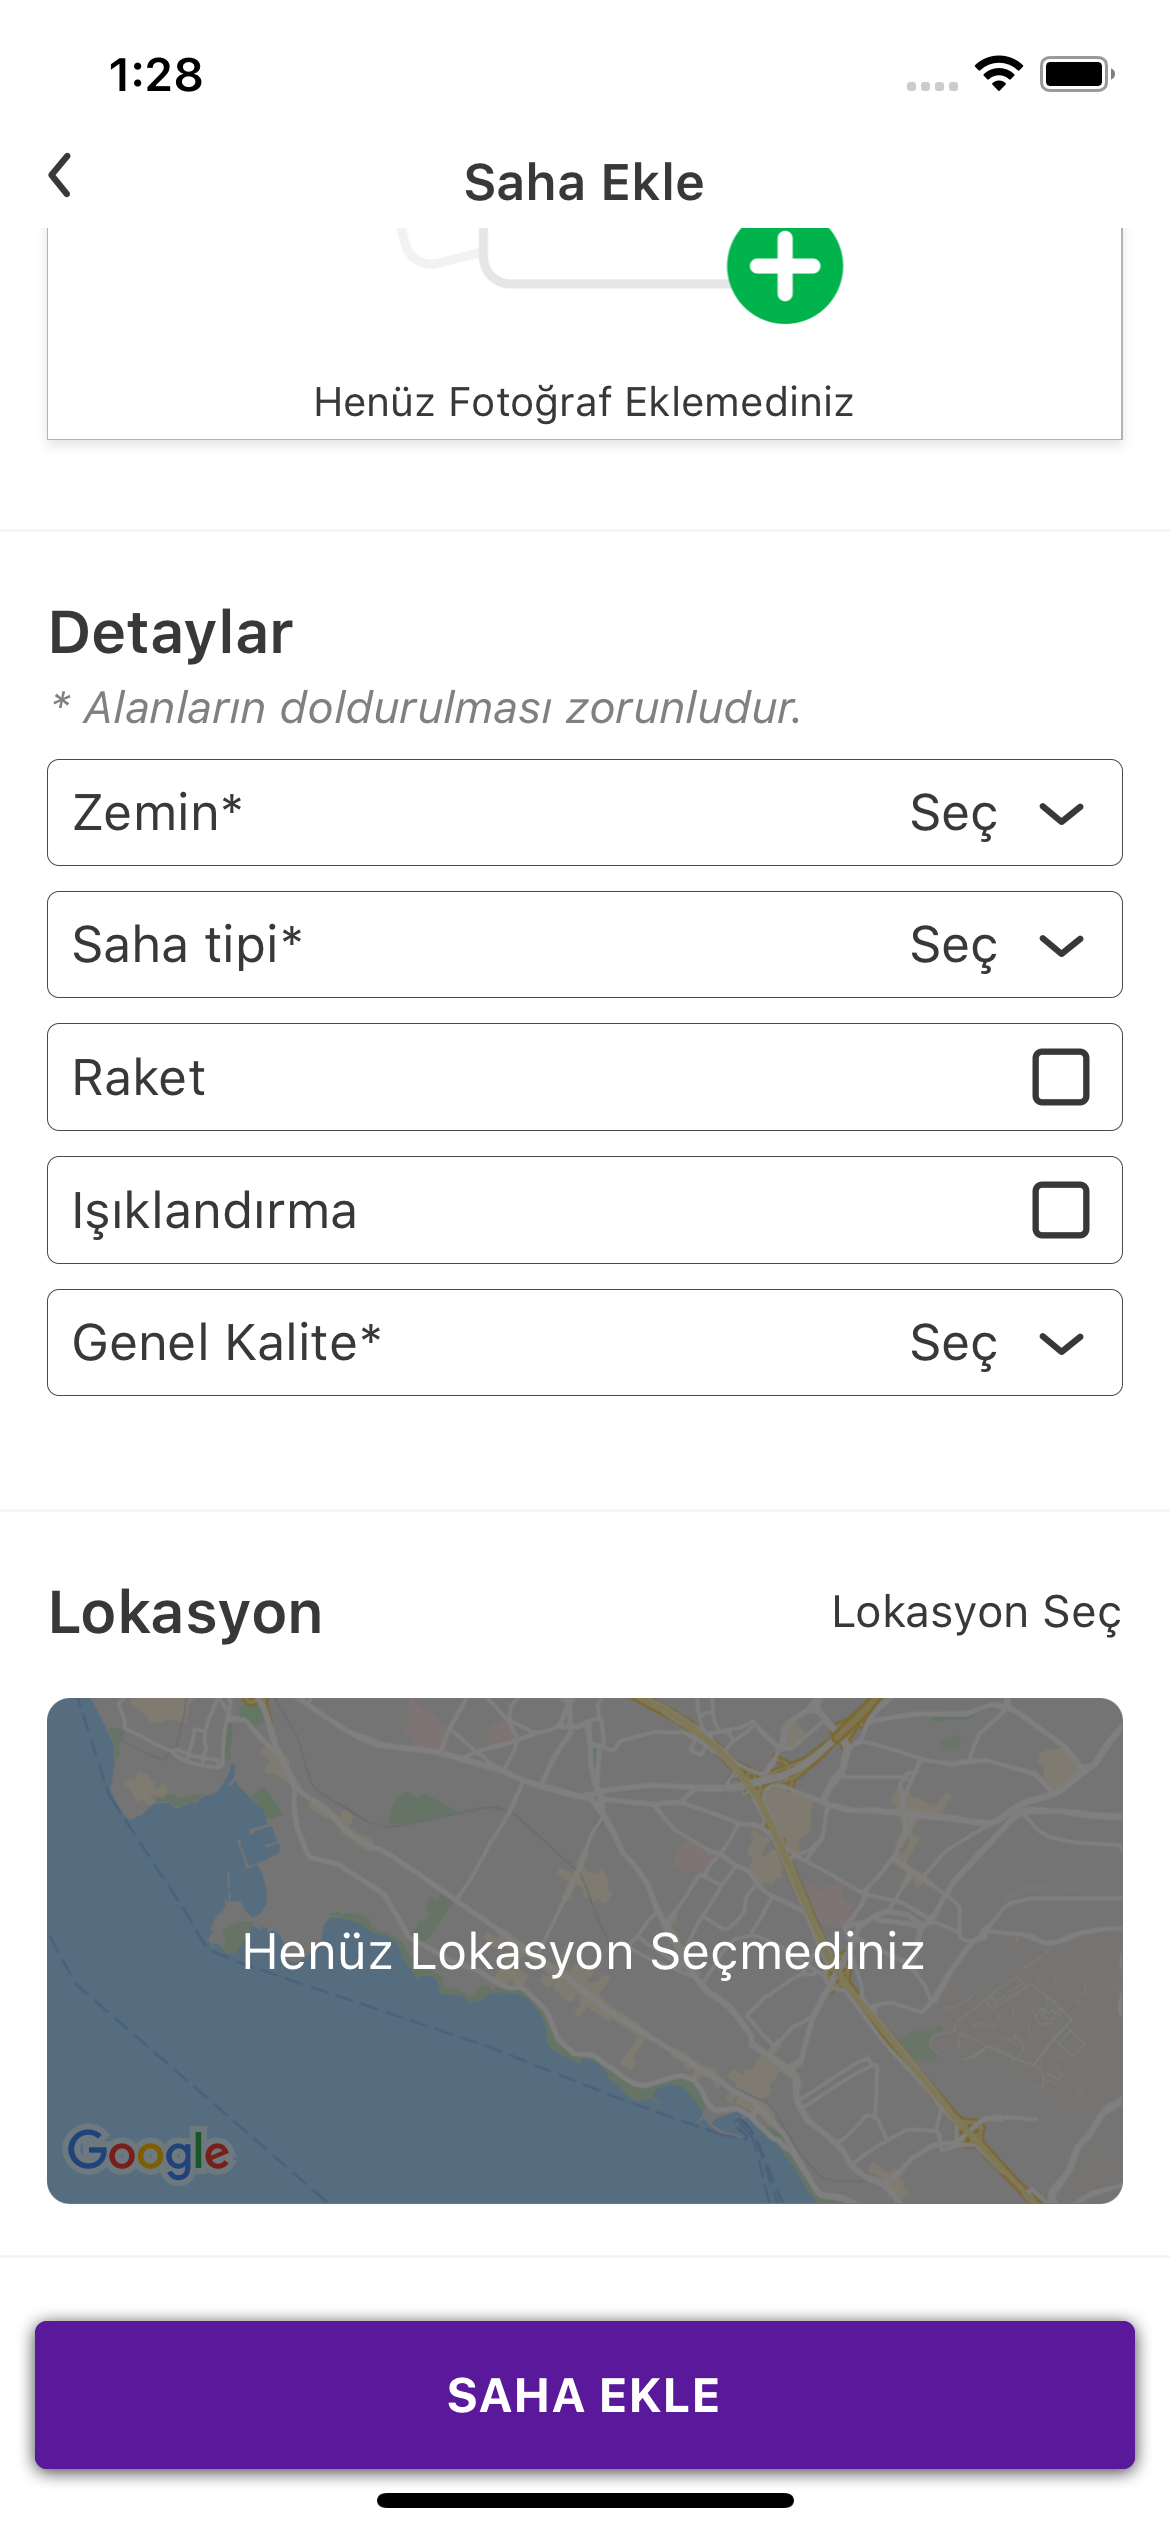 1:28
Saha Ekle
Henüz Fotoğraf Eklemediniz
Detaylar
* Alanların doldurulması zorunludur.
Zemin* Seç
Saha tipi* Seç
Raket
Işıklandırma
Genel Kalite* Seç
Lokasyon Lokasyon Seç
Henüz Lokasyon Seçmediniz
Google
SAHA EKLE